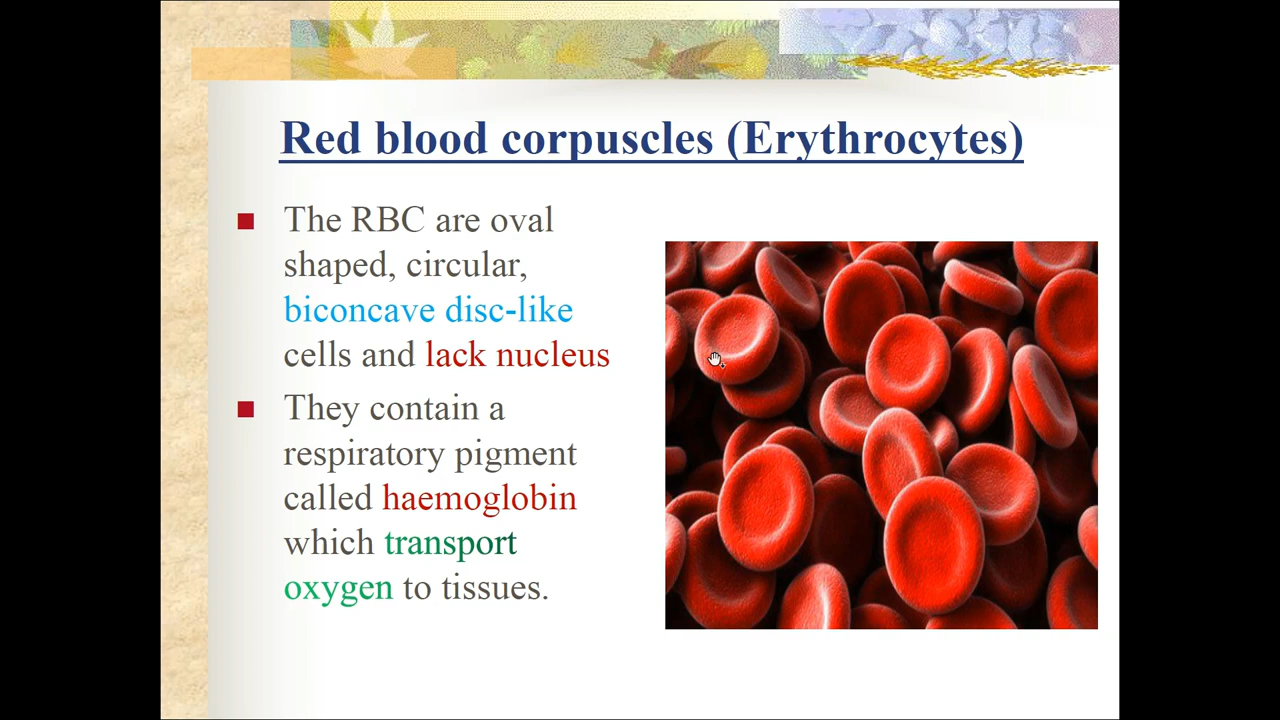 Red blood corpuscles (Erythrocytes)
The RBC are oval
shaped, circular,
biconcave disc-like
cells and lack nucleus
They contain a
respiratory pigment
called haemoglobin
which transport
oxygen to tissues.